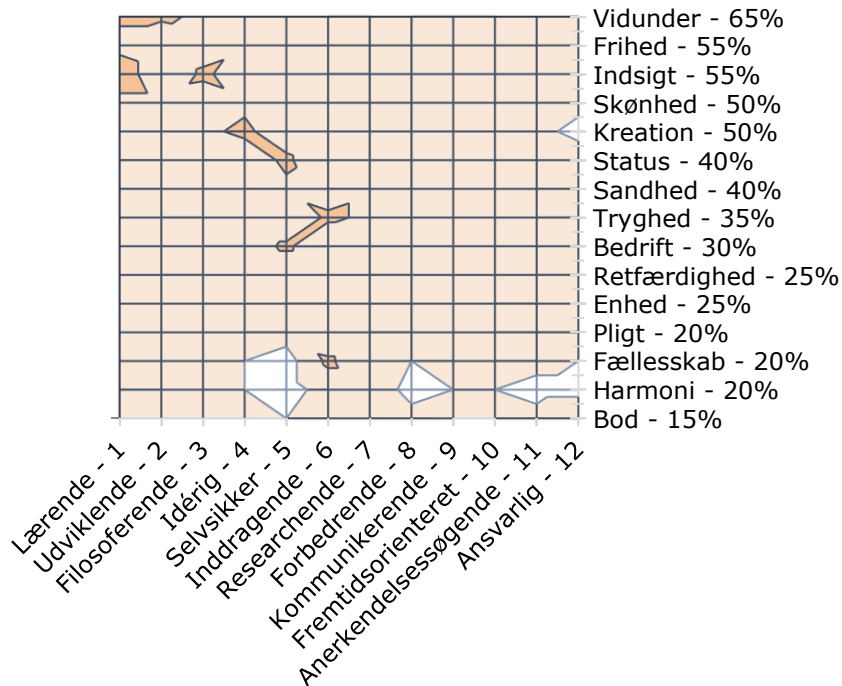 Vidunder - 65%
Frihed - 55%
Indsigt - 55%
Skønhed - 50%
Kreation - 50%
Status - 40%
Sandhed - 40%
Tryghed - 35%
Bedrift - 30%
Retfærdighed - 25%
Enhed - 25%
Pligt - 20%
Fællesskab - 20%
Harmoni - 20%
Bod - 15%
Lærende - 1
Udviklende - 2
Filosoferende - 3
Idérig - 4
Selvsikker - 5
Inddragende - 6
Researchende - 7
Forbedrende - 8
Kommunikerende - 9
Fremtidsorienteret - 10
Anerkendelsessøgende - 11
Ansvarlig - 12